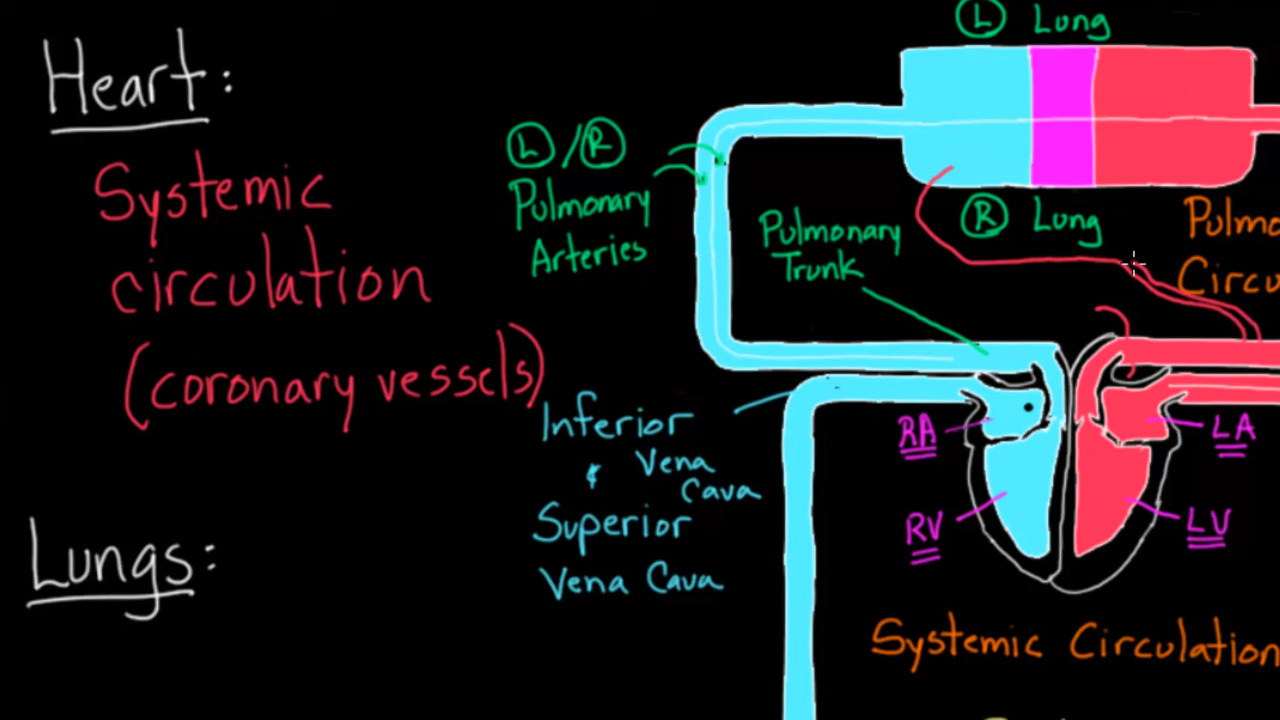 Heart:
Systemic
circulation
(coronary vessels)
Lungs:
L Lung
L/R
Pulmonary
Arteries
R Lung
Pulmonary
Trunk
Inferior
Vena
& Cava
Superior
Vena Cava
RA
RV
LA
LV
Systemic Circulation